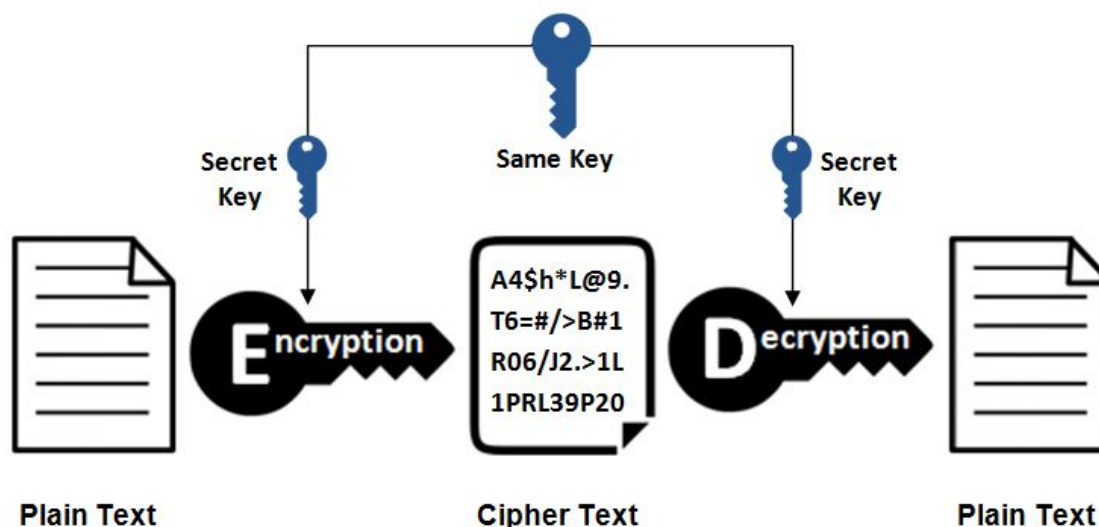 Same Key
Secret
Key
Secret
Key
Encryption
A4$h*L@9.
T6=#/>B#1
R06/J2.>1L
1PRL39P20
Decryption
Plain Text
Cipher Text
Plain Text